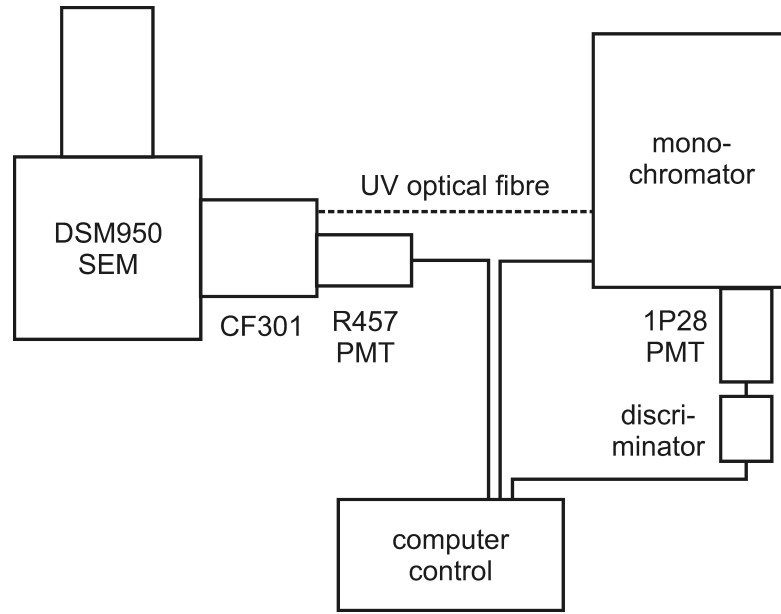 mono-
chromator
UV optical fibre
DSM950
SEM
CF301
R457
PMT
1P28
PMT
discri-
minator
computer
control